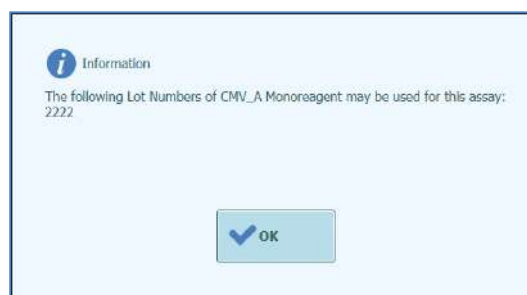 Information
The following Lot Numbers of CMV_A Monoreagent may be used for this assay:
2222
OK